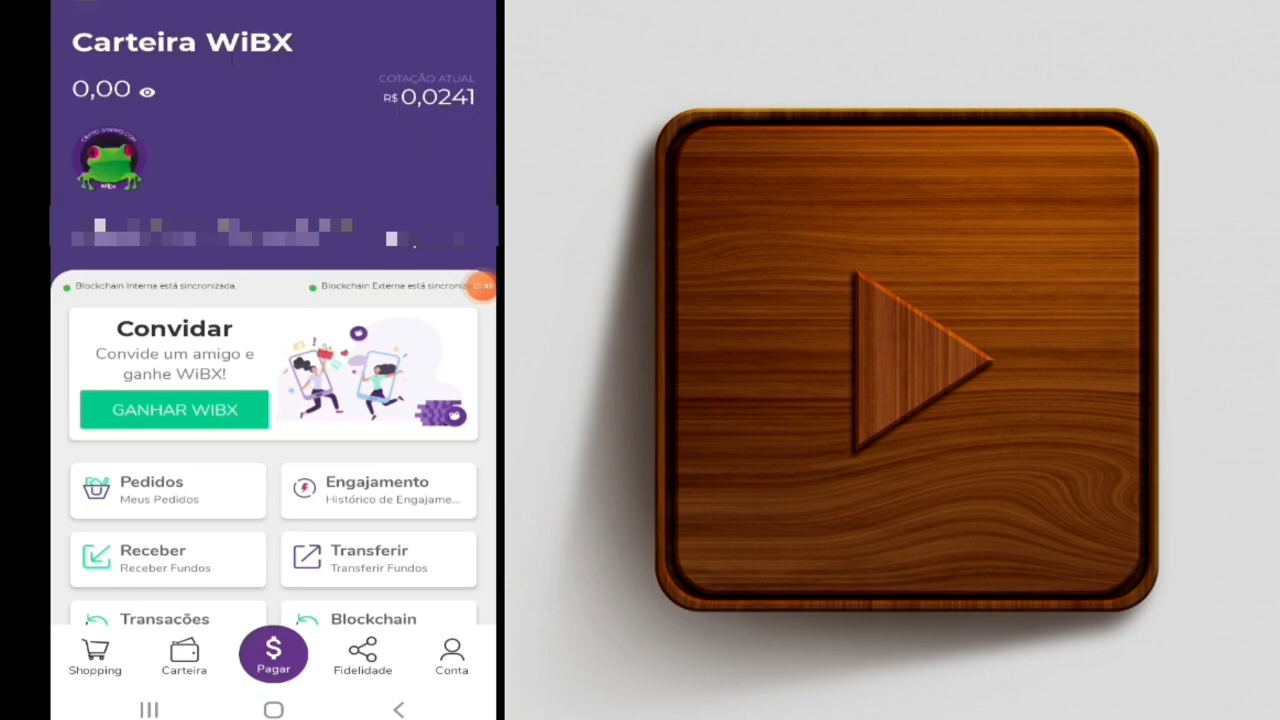 Carteira WiBX
0,00
COTAÇÃO ATUAL
R$ 0,0241
WiBx
Blockchain Interna está sincronizada.
Blockchain Externa está
Convidar
Convide um amigo e
ganhe WiBX!
GANHAR WIBX
Pedidos
Meus Pedidos
Engajamento
Histórico de Engajame...
Receber
Receber Fundos
Transferir
Transferir Fundos
Transações
Blockchain
Shopping
Carteira
$
Pagar
Fidelidade
Conta